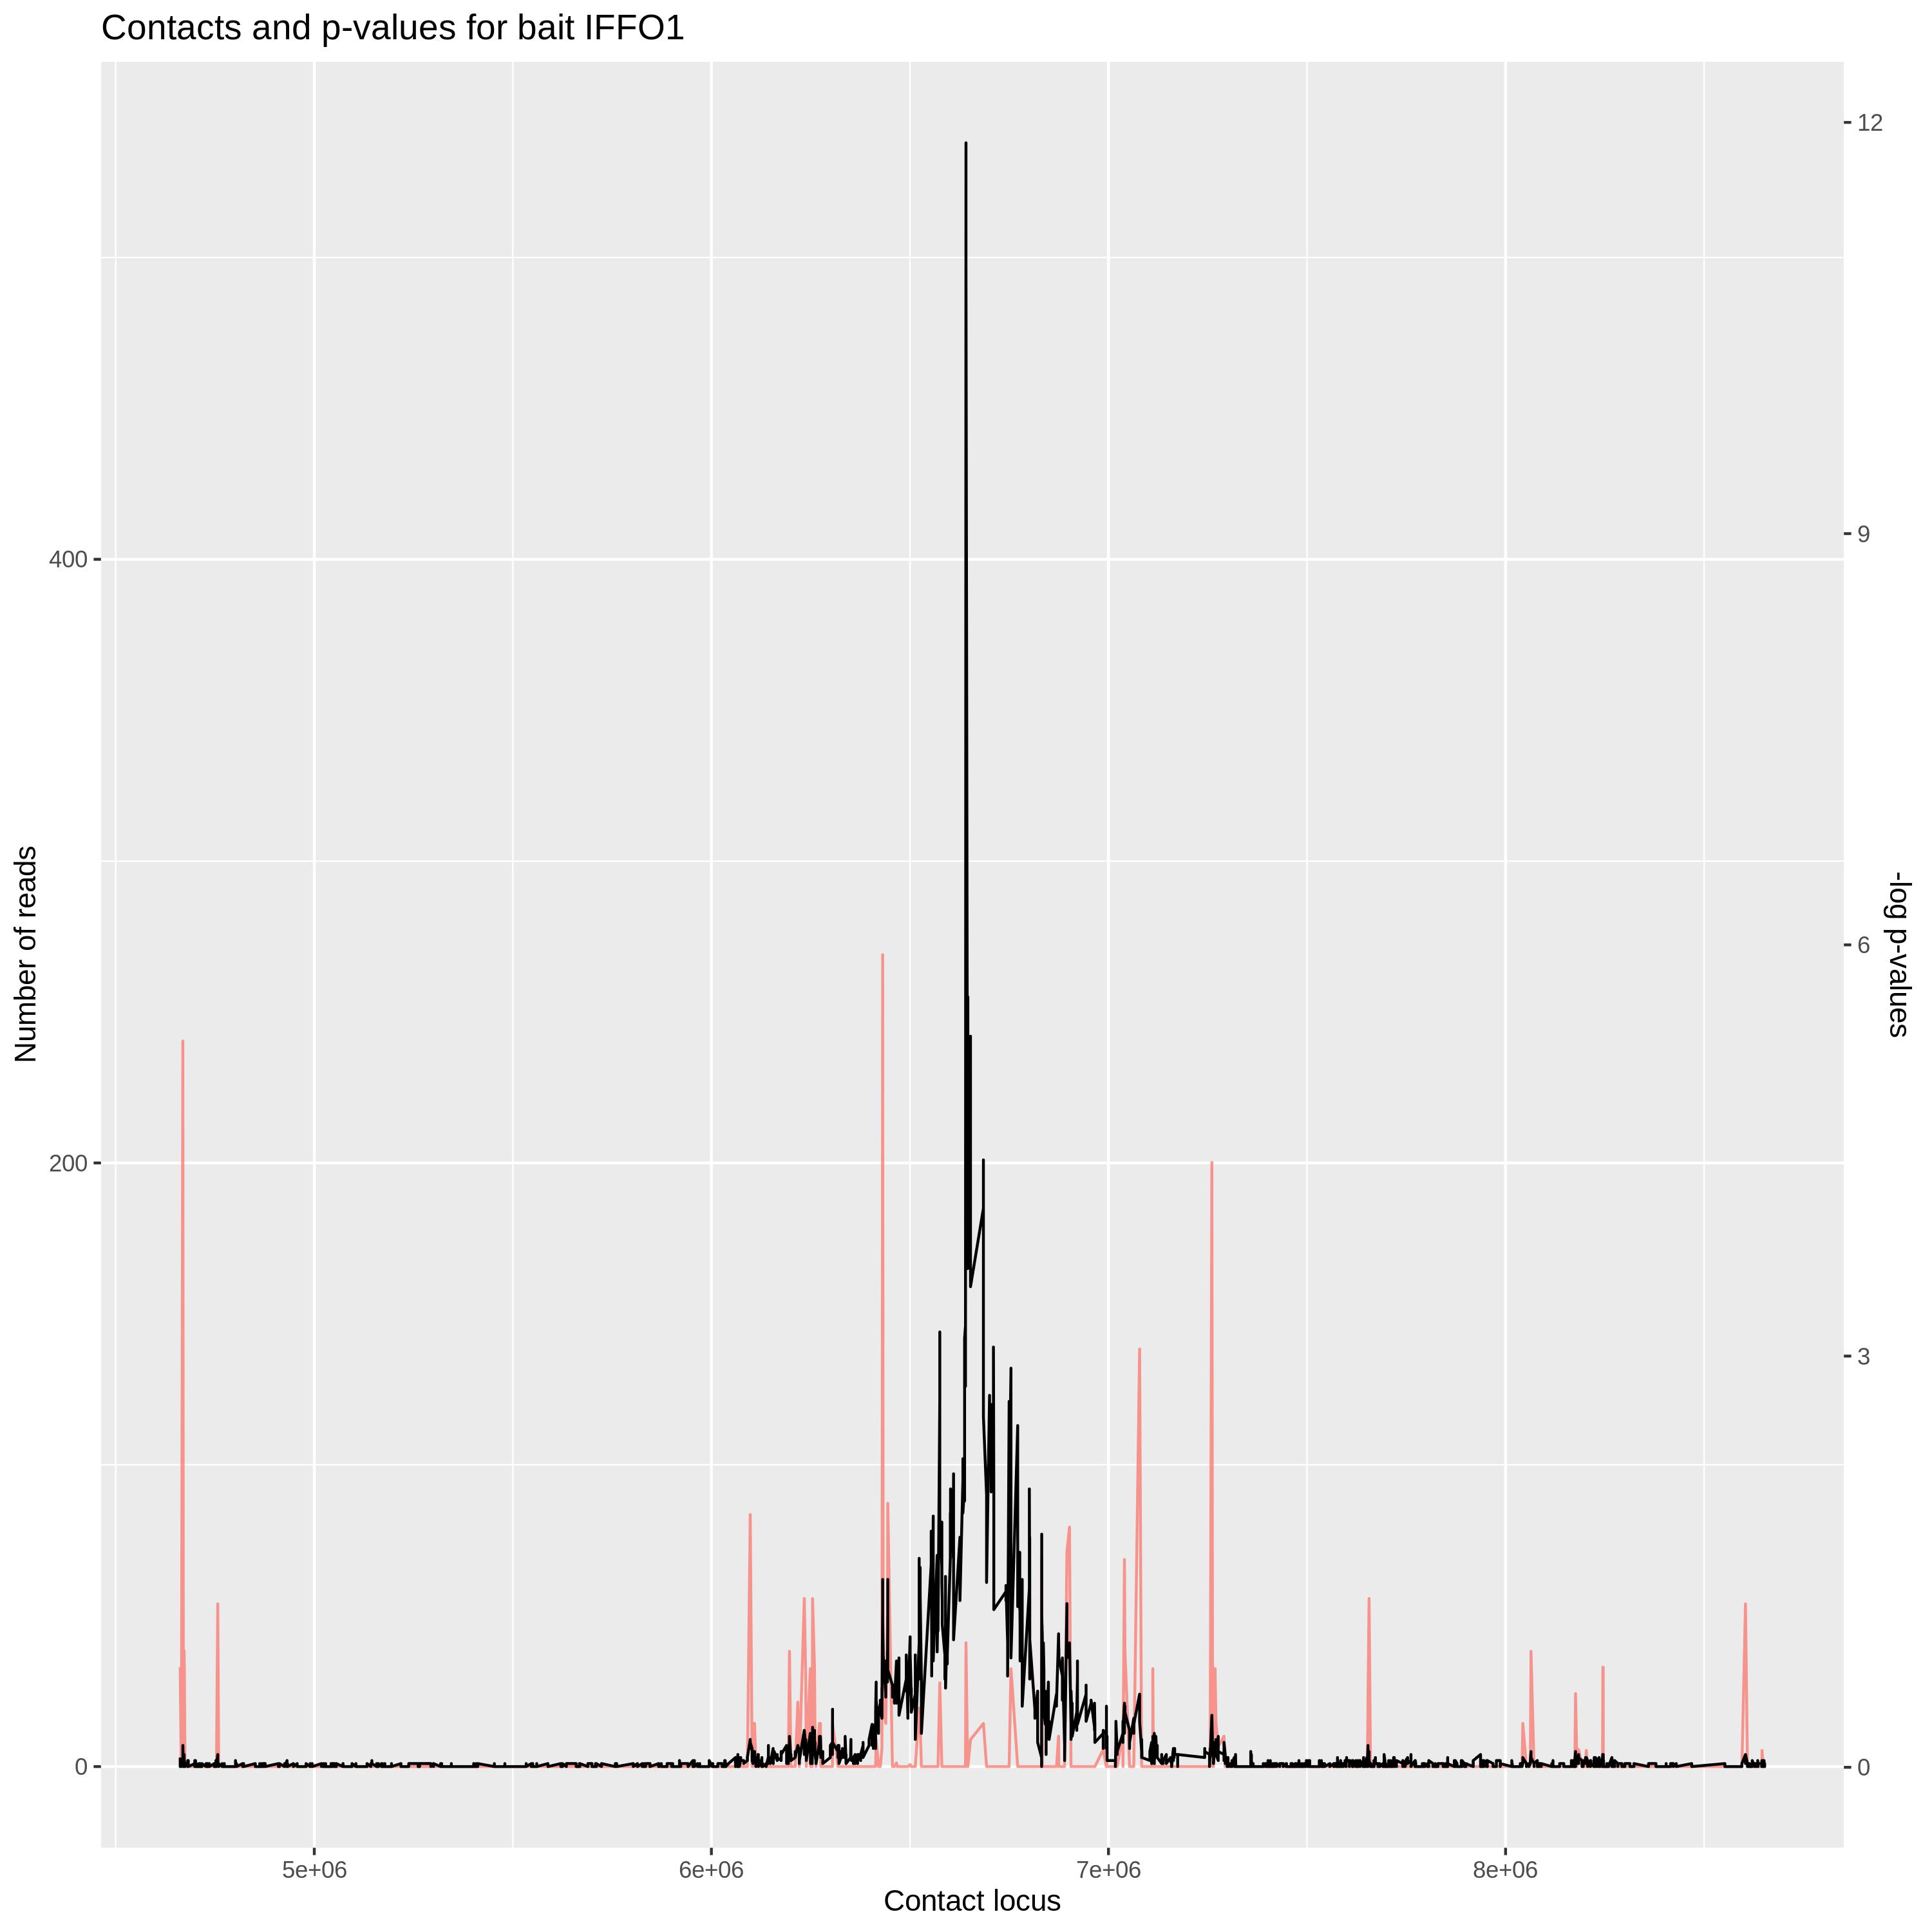 Contacts and p-values for bait IFFO1
12
400
9
Number of reads
-log p-values
6
200
3
0
0
5e+06
6e+06
7e+06
8e+06
Contact locus